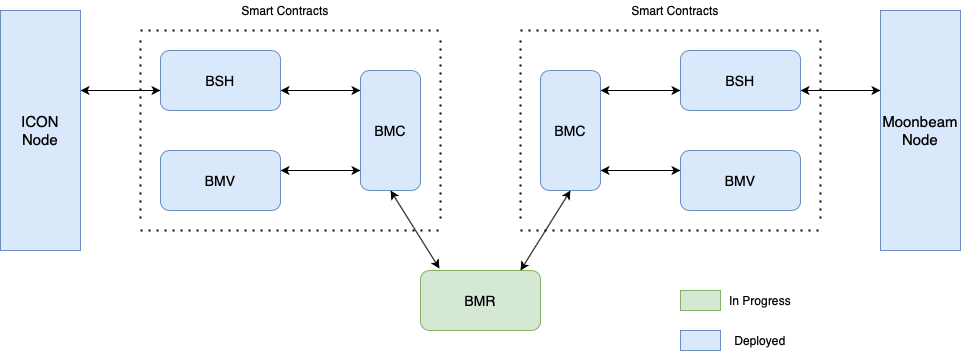 Smart Contracts
Smart Contracts
ICON
Node
BSH
BMC
BMV
BMC
BSH
BMV
Moonbeam
Node
BMR
In Progress
Deployed